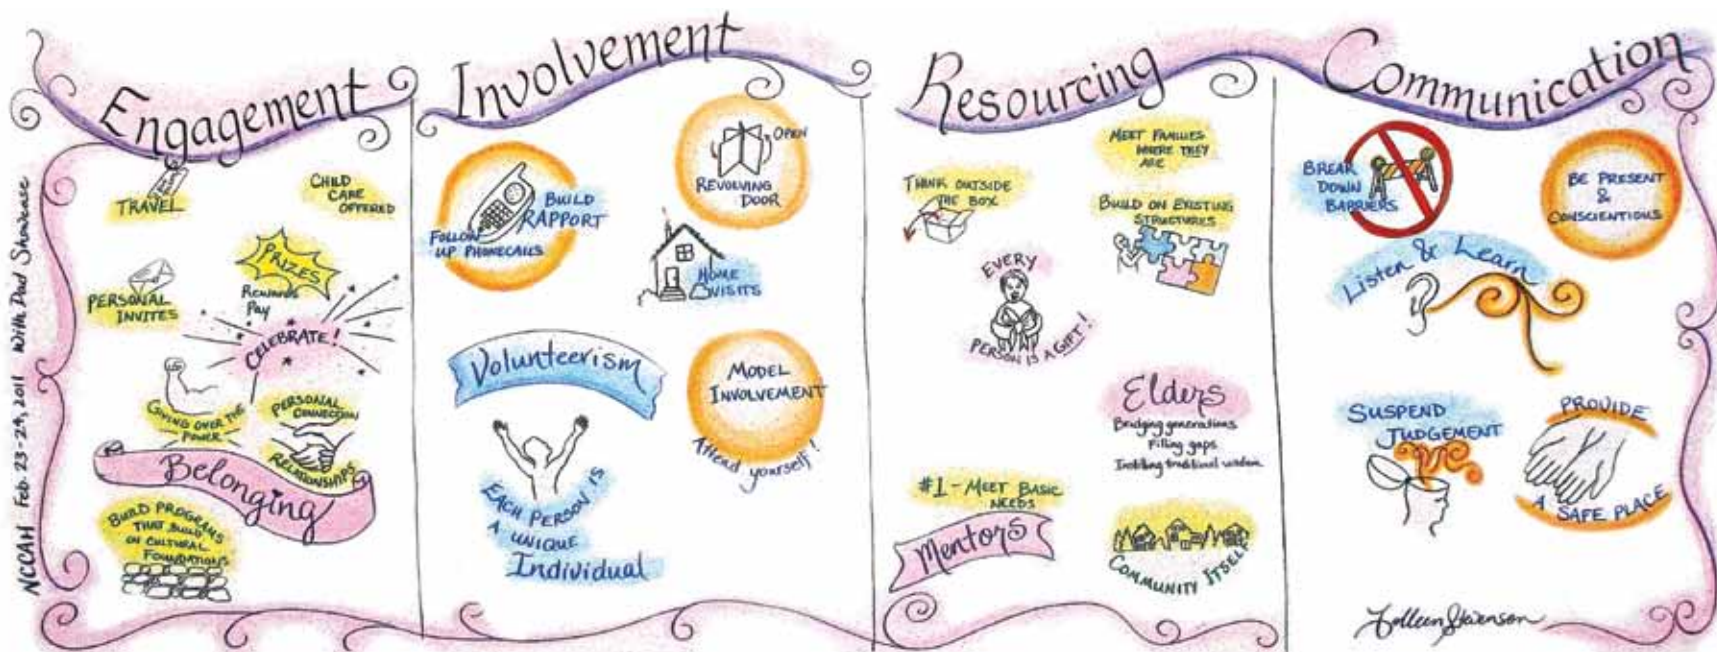 NCCAH Feb. 23-24, 2011 With Dad Showcase
Engagement
TRAVEL
CHILD
CARE
OFFERED
PERSONAL
INVITES
PRIZES
Rewards
Pay
CELEBRATE!
GIVING OVER THE
POWER
PERSONAL
CONNECTION
RELATIONSHIPS
Belonging
BUILD PROGRAMS
THAT BUILD
ON CULTURAL
FOUNDATIONS
Involvement
BUILD
RAPPORT
FOLLOW
UP PHONECALLS
OPEN
REVOLVING
DOOR
HOME
VISITS
Volunteerism
MODEL
INVOLVEMENT
Attend yourself!
EACH PERSON IS
A UNIQUE
Individual
Resourcing
THINK OUTSIDE
THE BOX
MEET FAMILIES
WHERE THEY
ARE
BUILD ON EXISTING
STRUCTURES
EVERY
PERSON IS A GIFT!
Elders
Bridging generations
Filling gaps
Instilling traditional wisdom
#1 - MEET BASIC
NEEDS
Mentors
COMMUNITY ITSELF
Communication
BREAK
DOWN
BARRIERS
BE PRESENT
&
CONSCIENTIOUS
Listen & Learn
SUSPEND
JUDGEMENT
PROVIDE
A SAFE PLACE
Colleen Stevenson